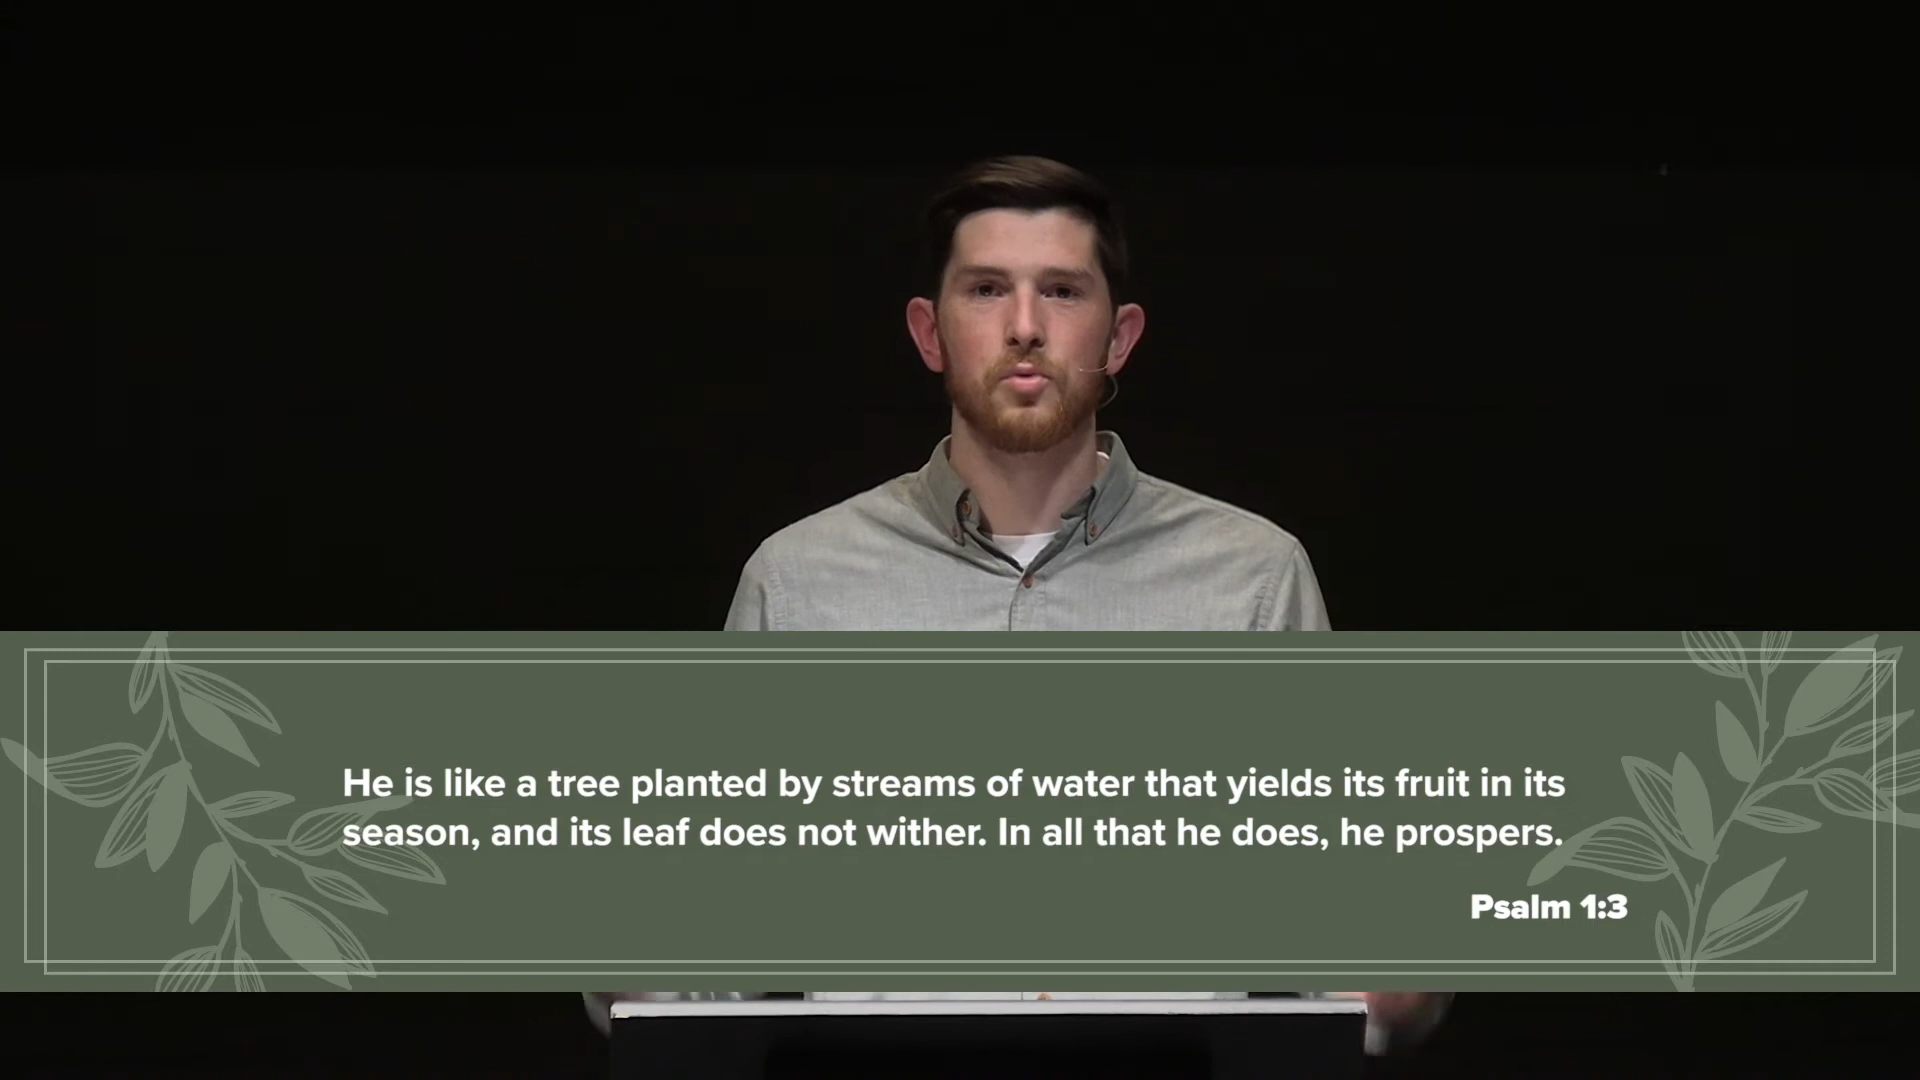 He is like a tree planted by streams of water that yields its fruit in its
season, and its leaf does not wither. In all that he does, he prospers.
Psalm 1:3